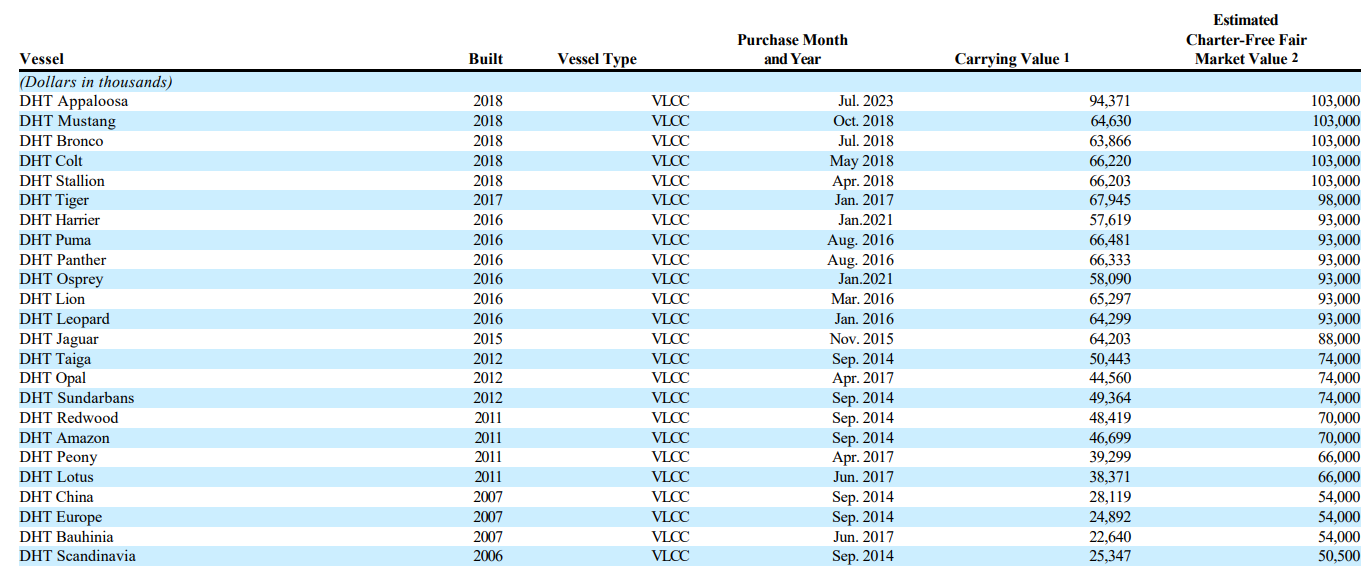 Estimated
Purchase Month Charter-Free Fair
Vessel Built Vessel Type and Year Carrying Value 1 Market Value 2
(Dollars in thousands)
DHT Appaloosa 2018 VLCC Jul. 2023 94,371 103,000
DHT Mustang 2018 VLCC Oct. 2018 64,630 103,000
DHT Bronco 2018 VLCC Jul. 2018 63,866 103,000
DHT Colt 2018 VLCC May 2018 66,220 103,000
DHT Stallion 2018 VLCC Apr. 2018 66,203 103,000
DHT Tiger 2017 VLCC Jan. 2017 67,945 98,000
DHT Harrier 2016 VLCC Jan.2021 57,619 93,000
DHT Puma 2016 VLCC Aug. 2016 66,481 93,000
DHT Panther 2016 VLCC Aug. 2016 66,333 93,000
DHT Osprey 2016 VLCC Jan.2021 58,090 93,000
DHT Lion 2016 VLCC Mar. 2016 65,297 93,000
DHT Leopard 2016 VLCC Jan. 2016 64,299 93,000
DHT Jaguar 2015 VLCC Nov. 2015 64,203 88,000
DHT Taiga 2012 VLCC Sep. 2014 50,443 74,000
DHT Opal 2012 VLCC Apr. 2017 44,560 74,000
DHT Sundarbans 2012 VLCC Sep. 2014 49,364 74,000
DHT Redwood 2011 VLCC Sep. 2014 48,419 70,000
DHT Amazon 2011 VLCC Sep. 2014 46,699 70,000
DHT Peony 2011 VLCC Apr. 2017 39,299 66,000
DHT Lotus 2011 VLCC Jun. 2017 38,371 66,000
DHT China 2007 VLCC Sep. 2014 28,119 54,000
DHT Europe 2007 VLCC Sep. 2014 24,892 54,000
DHT Bauhinia 2007 VLCC Jun. 2017 22,640 54,000
DHT Scandinavia 2006 VLCC Sep. 2014 25,347 50,500